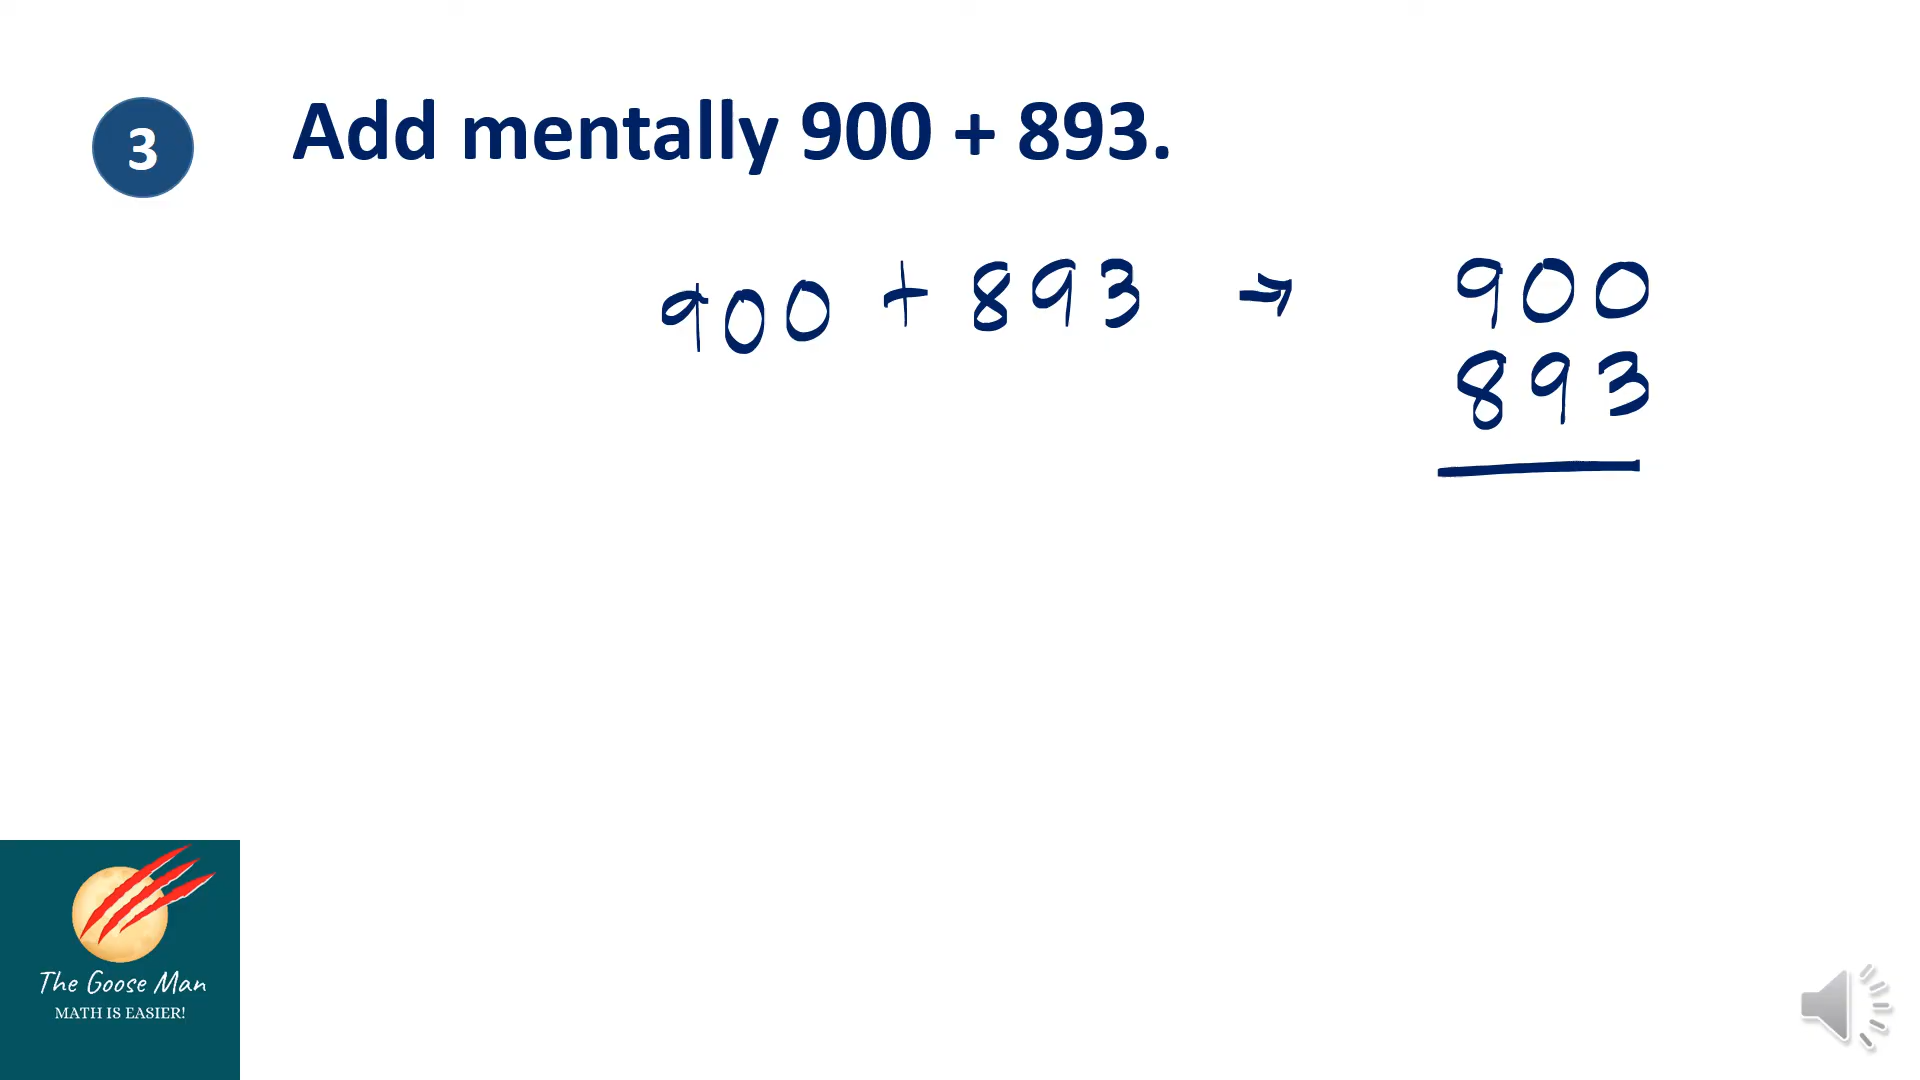 3
Add mentally 900 + 893.
900 + 893 → 900
893
The Goose Man
MATH IS EASIER!